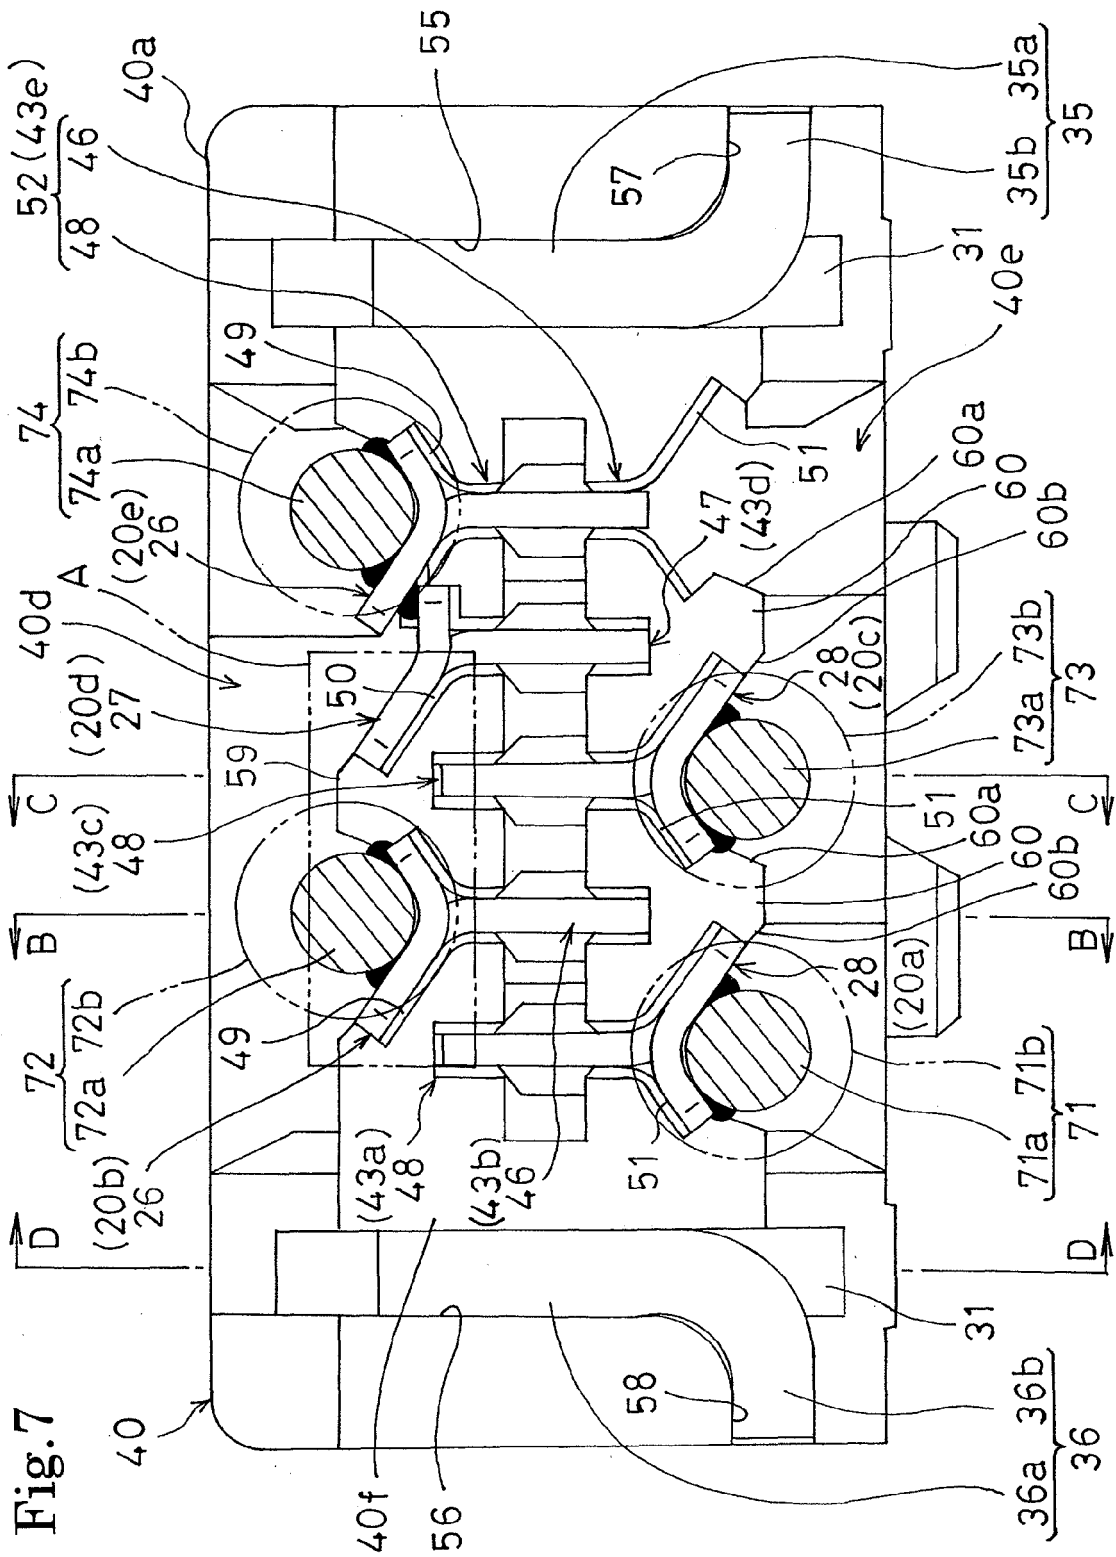 Fig.7
40
40f
56
36a 36b
36
58
31
D
D
(20b)
26
72
72a 72b
49
(43a)
48
(43b)
46
51
71a 71b
71
28
(20a)
B
B
C
C
(43c)
48
59
50
(20d)
27
40d
A
(20e)
26
74
74a 74b
49
52(43e)
48 46
40a
55
57
35b 35a
35
31
40e
51
47
(43d)
60a
60
60b
28
(20c)
73a 73b
73
51
60a
60
60b